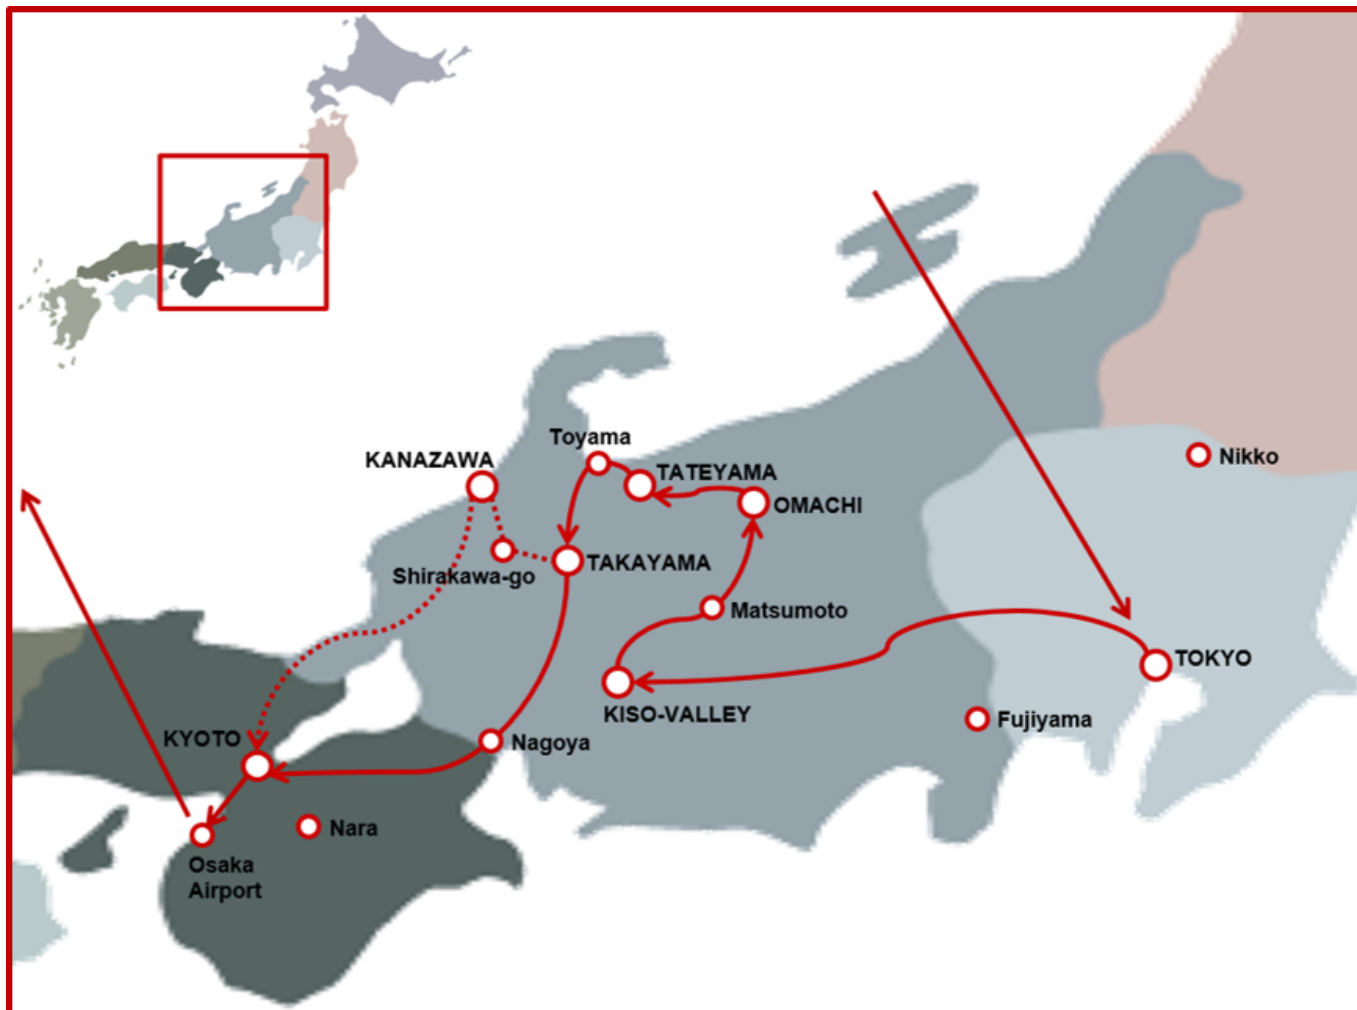 Toyama
KANAZAWA
TATEYAMA
Nikko
OMACHI
Shirakawa-go
TAKAYAMA
Matsumoto
TOKYO
KISO-VALLEY
Fujiyama
KYOTO
Nagoya
Nara
Osaka
Airport